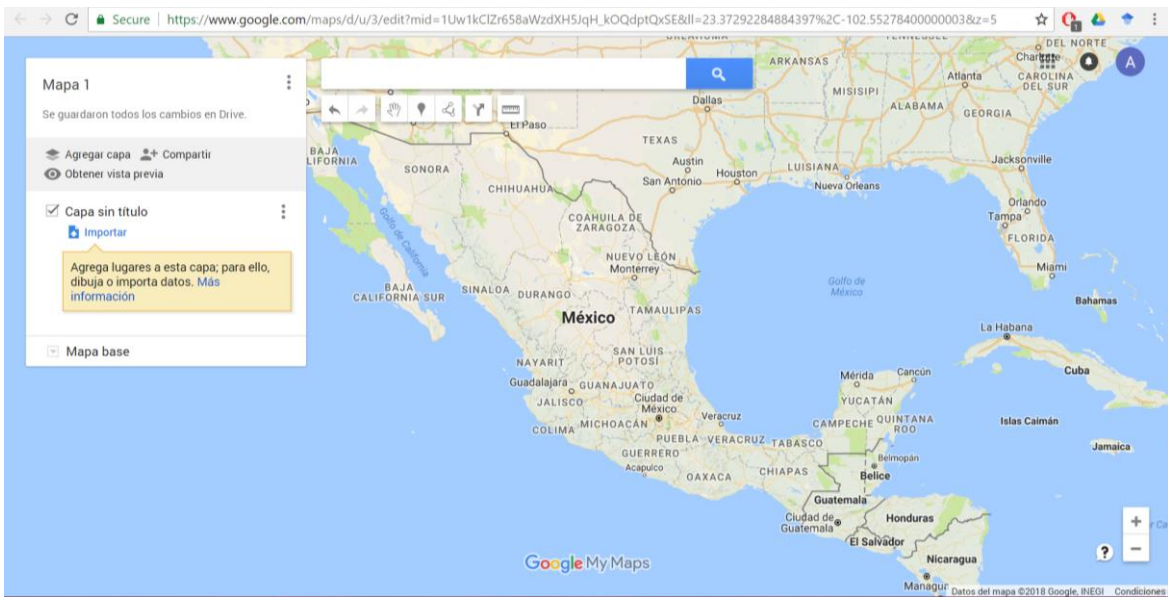 Secure | https://www.google.com/maps/d/u/3/edit?mid=1Uw1kClZr658aWzdXH5JqH_kOQdptQxSE&ll=23.37292284884397%2C-102.55278400000003&z=5
Mapa 1
Se guardaron todos los cambios en Drive.
Agregar capa
Compartir
Obtener vista previa
Capa sin título
Importar
Agrega lugares a esta capa; para ello,
dibuja o importa datos. Más
información
Mapa base
A
DEL NORTE
Charlotte
CAROLINA
DEL SUR
ARKANSAS
Atlanta
MISISIPI
Dallas
ALABAMA
GEORGIA
El Paso
TEXAS
BAJA
LIFORNIA
SONORA
Austin
Houston
San Antonio
LUISIANA
Nueva Orleans
Jacksonville
CHIHUAHUA
Orlando
Tampa
FLORIDA
COAHUILA DE
ZARAGOZA
Golfo de California
NUEVO LEÓN
Monterrey
Miami
BAJA
CALIFORNIA SUR
SINALOA
DURANGO
Golfo de
México
Bahamas
México
TAMAULIPAS
La Habana
SAN LUIS
POTOSÍ
NAYARIT
Cuba
Guadalajara
GUANAJUATO
Mérida
Cancún
JALISCO
Ciudad de
México
YUCATÁN
Veracruz
COLIMA
MICHOACÁN
CAMPECHE
QUINTANA
ROO
Islas Caimán
PUEBLA
VERACRUZ
TABASCO
Jamaica
GUERRERO
Acapulco
OAXACA
CHIAPAS
Belmopán
Belice
Guatemala
Ciudad de
Guatemala
Honduras
El Salvador
Nicaragua
Managu
Google My Maps
Datos del mapa ©2018 Google, INEGI
Condiciones